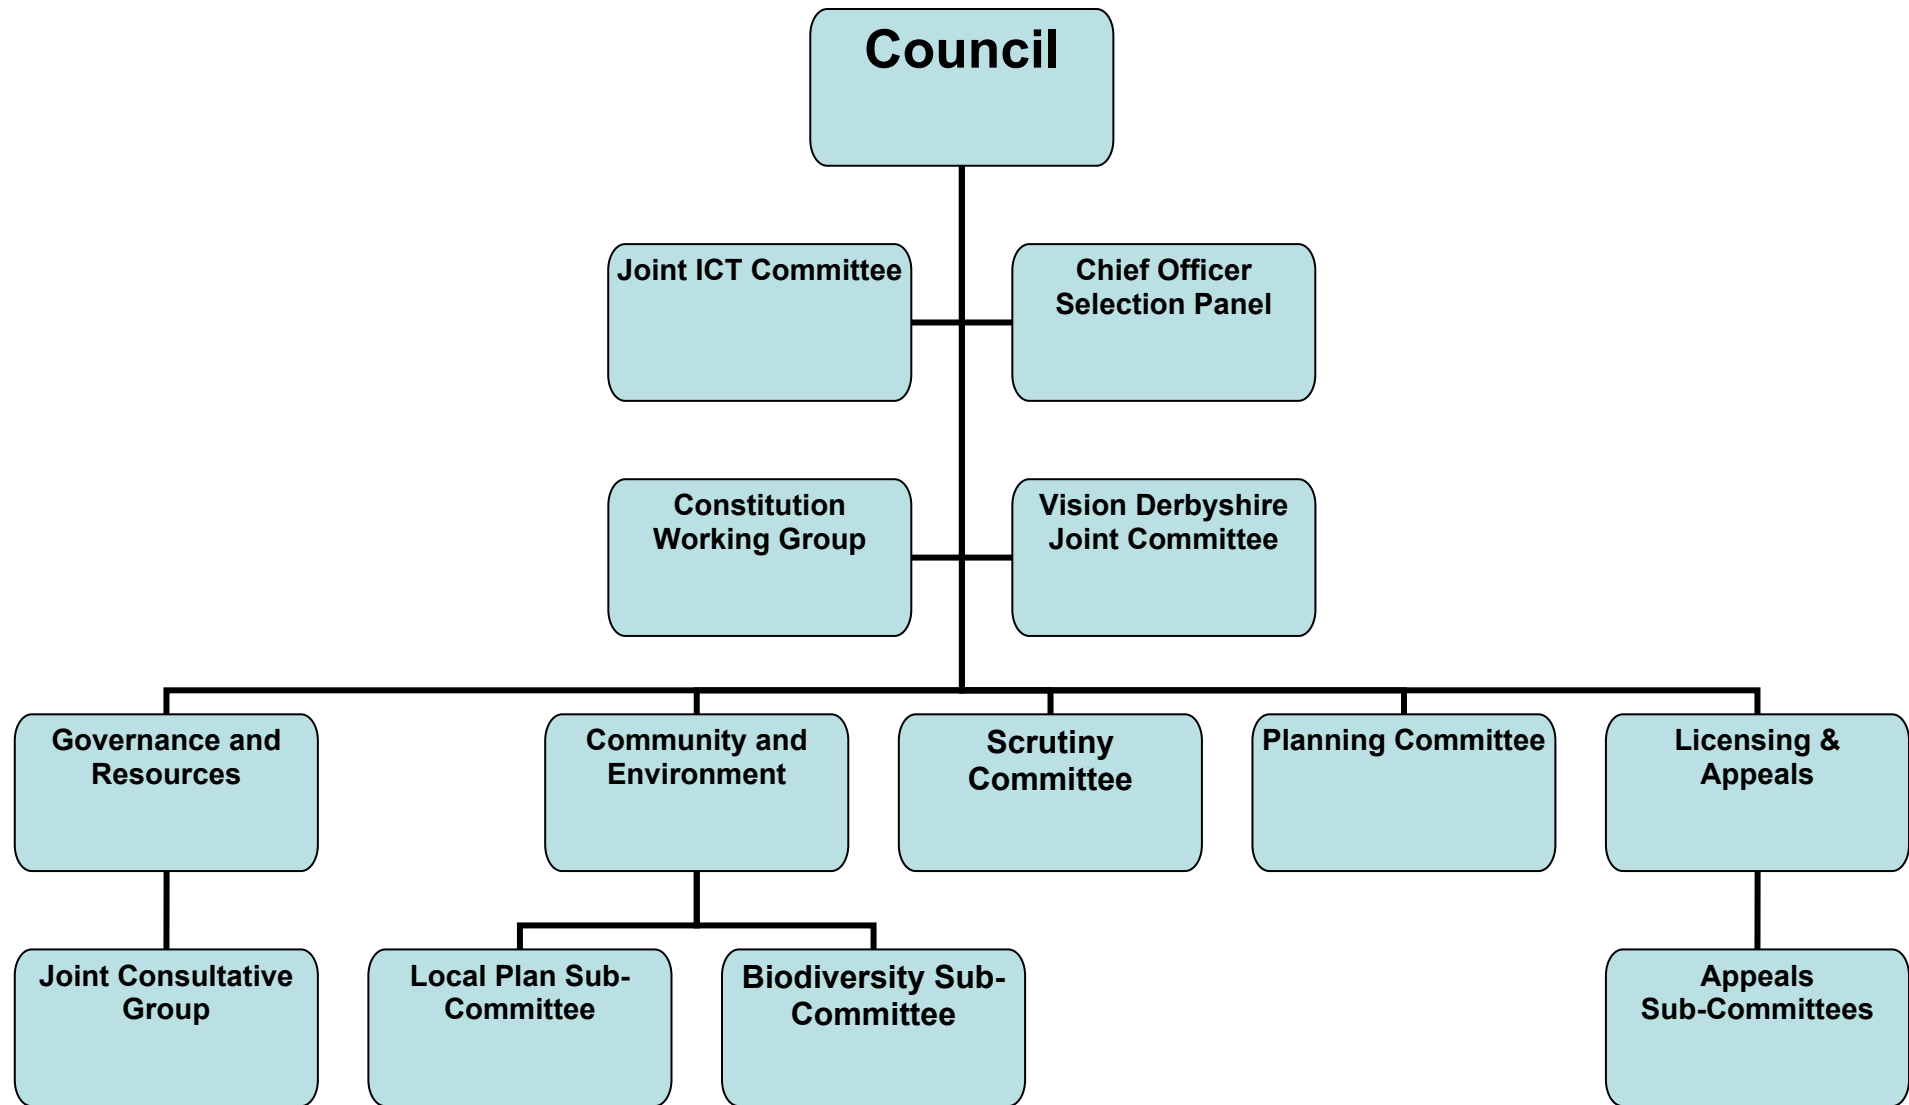 Council
Joint ICT Committee
Chief Officer
Selection Panel
Constitution
Working Group
Vision Derbyshire
Joint Committee
Governance and
Resources
Community and
Environment
Scrutiny
Committee
Planning Committee
Licensing &
Appeals
Joint Consultative
Group
Local Plan Sub-
Committee
Biodiversity Sub-
Committee
Appeals
Sub-Committees